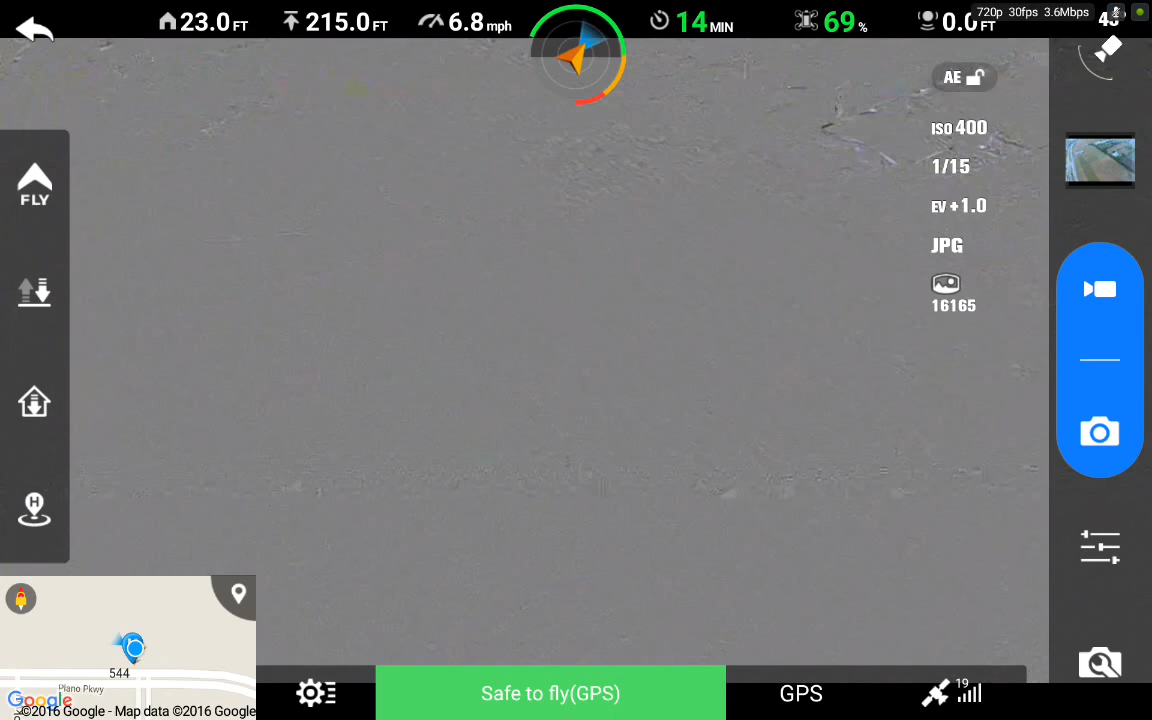 23.0 FT 215.0 FT 6.8 mph 14 MIN 69 % 0.0 FT
720p 30fps 3.6Mbps
AE
ISO 400
1/15
EV +1.0
JPG
16165
FLY
H
544
Plano Pkwy
Google
©2016 Google - Map data ©2016 Google
Safe to fly(GPS)
GPS
19